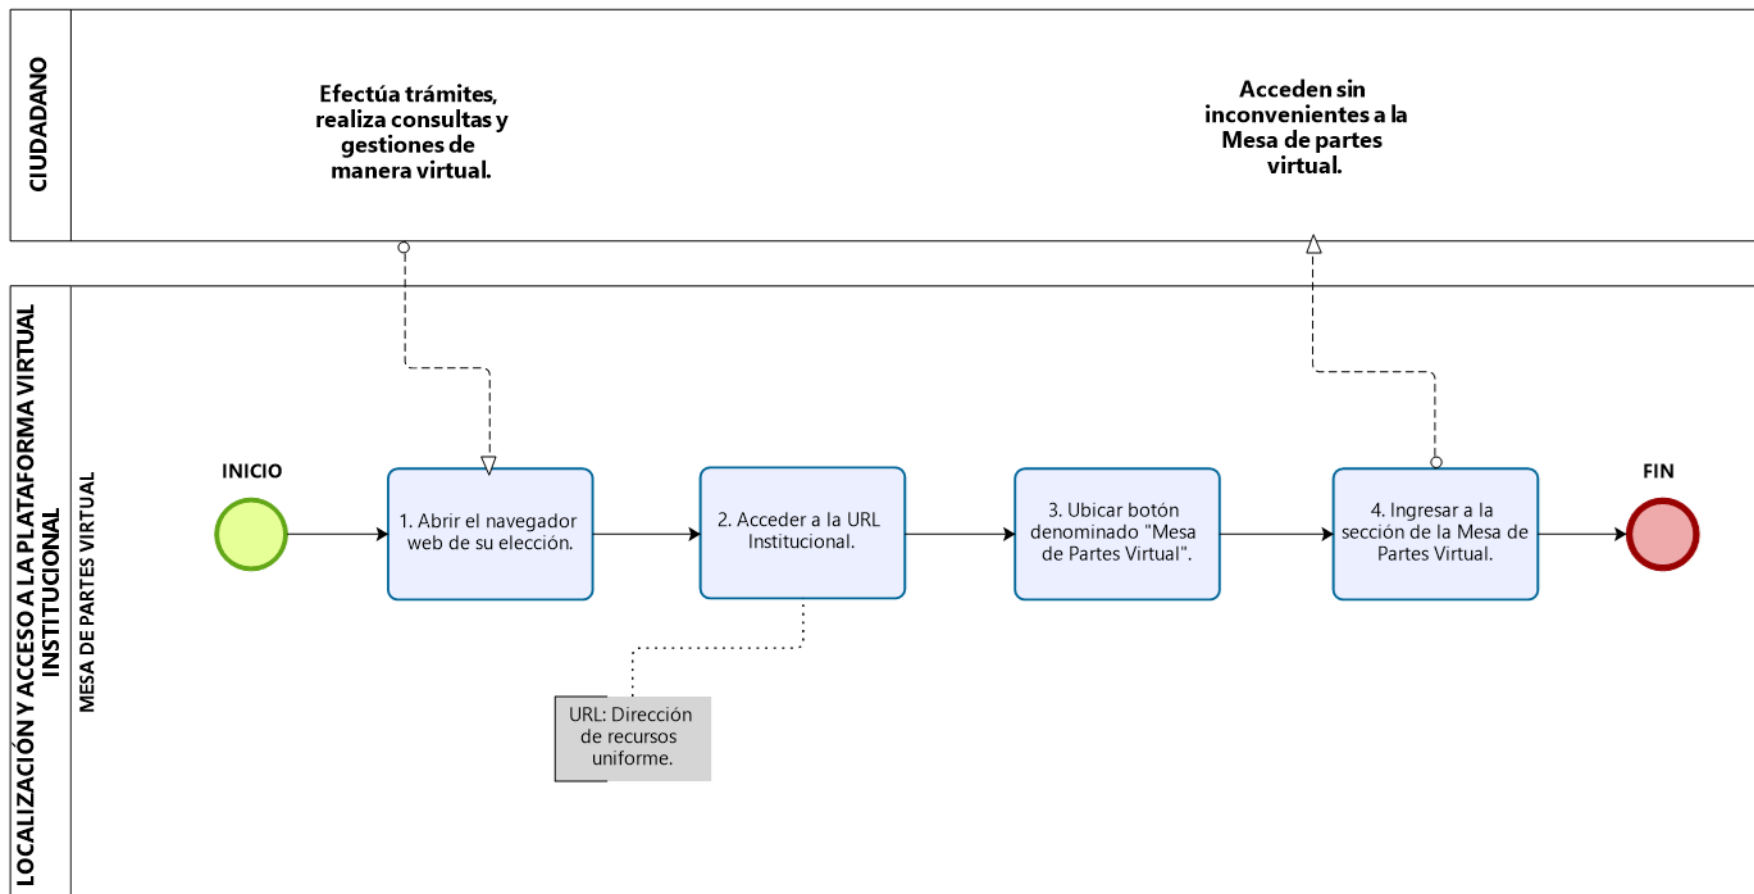 CIUDADANO
Efectúa trámites,
realiza consultas y
gestiones de
manera virtual.
Acceden sin
inconvenientes a la
Mesa de partes
virtual.
LOCALIZACIÓN Y ACCESO A LA PLATAFORMA VIRTUAL
INSTITUCIONAL
MESA DE PARTES VIRTUAL
INICIO
1. Abrir el navegador
web de su elección.
2. Acceder a la URL
Institucional.
3. Ubicar botón
denominado "Mesa
de Partes Virtual".
4. Ingresar a la
sección de la Mesa de
Partes Virtual.
FIN
URL: Dirección
de recursos
uniforme.